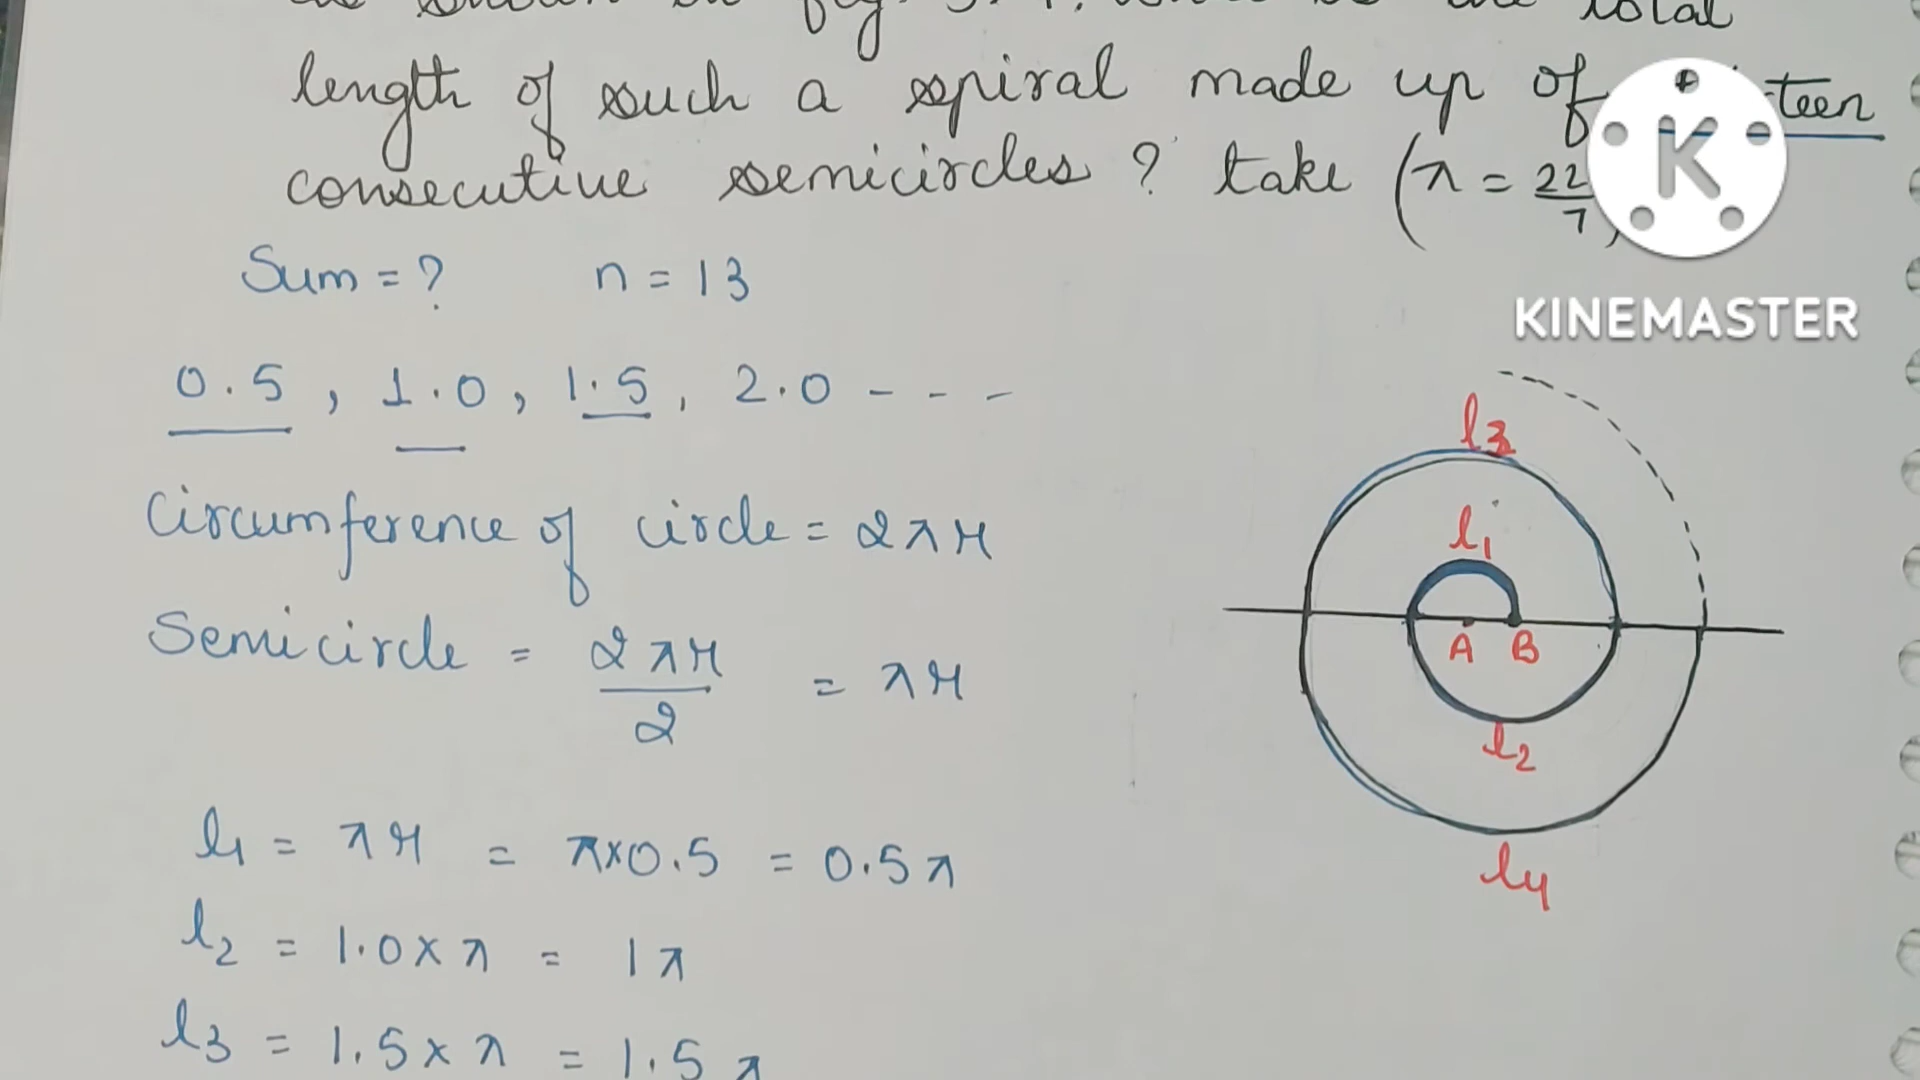 length of such a spiral made up of teen
consecutive semicircles ? take (π = 22/7
Sum = ? n = 13
0.5 , 1.0 , 1.5 , 2.0 - - -
Circumference of circle = 2πr
Semicircle = 2πr/2 = πr
l1 = πr = π×0.5 = 0.5π
l2 = 1.0×π = 1π
l3 = 1.5×π = 1.5π
KINEMASTER
l3
l1
A B
l2
l4